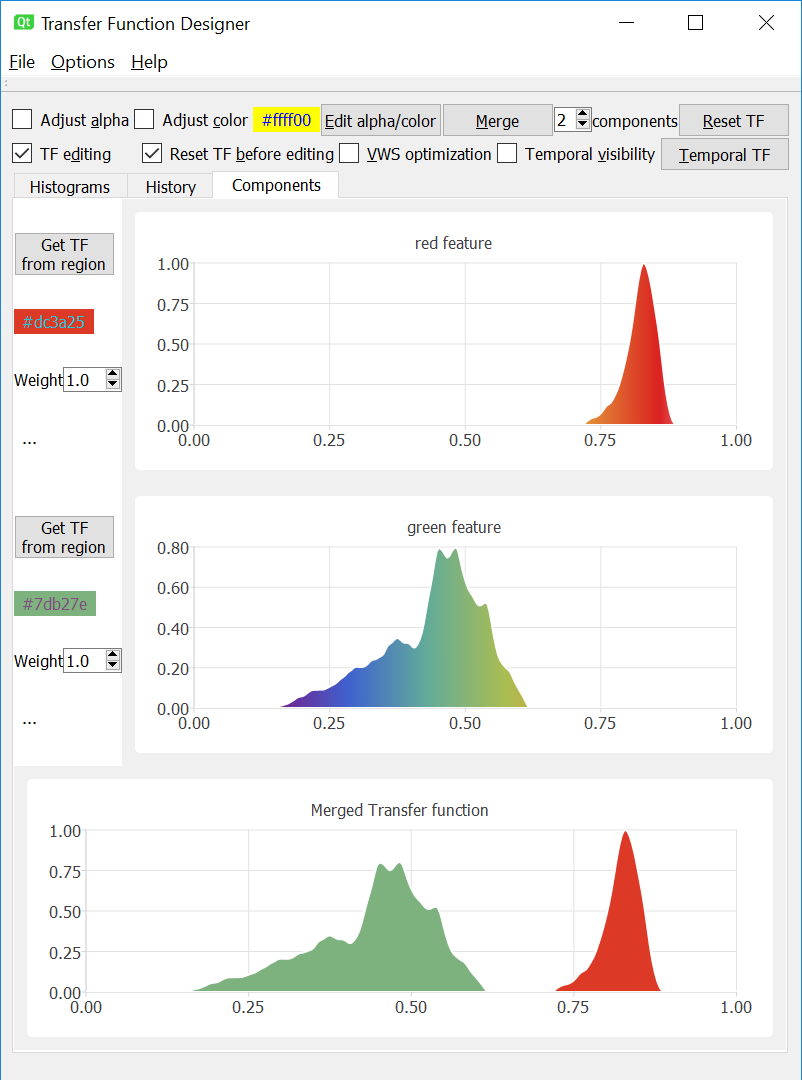 Qt Transfer Function Designer
File Options Help
Adjust alpha Adjust color #ffff00 Edit alpha/color Merge 2 components Reset TF
TF editing Reset TF before editing VWS optimization Temporal visibility Temporal TF
Histograms History Components
Get TF
from region
#dc3a25
Weight 1.0
...
red feature
1.00
0.75
0.50
0.25
0.00
0.00 0.25 0.50 0.75 1.00
Get TF
from region
#7db27e
Weight 1.0
...
green feature
0.80
0.60
0.40
0.20
0.00
0.00 0.25 0.50 0.75 1.00
Merged Transfer function
1.00
0.75
0.50
0.25
0.00
0.00 0.25 0.50 0.75 1.00